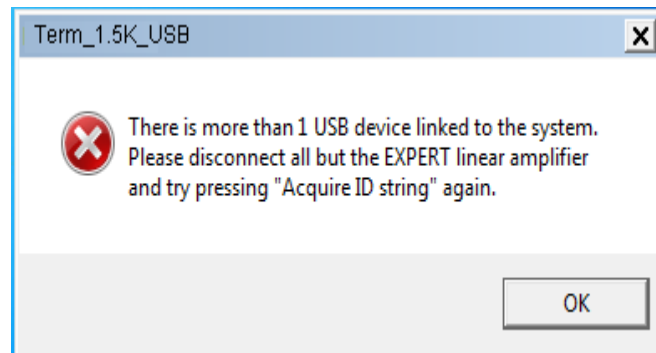 Term_1.5K_USB
There is more than 1 USB device linked to the system.
Please disconnect all but the EXPERT linear amplifier
and try pressing "Acquire ID string" again.
OK